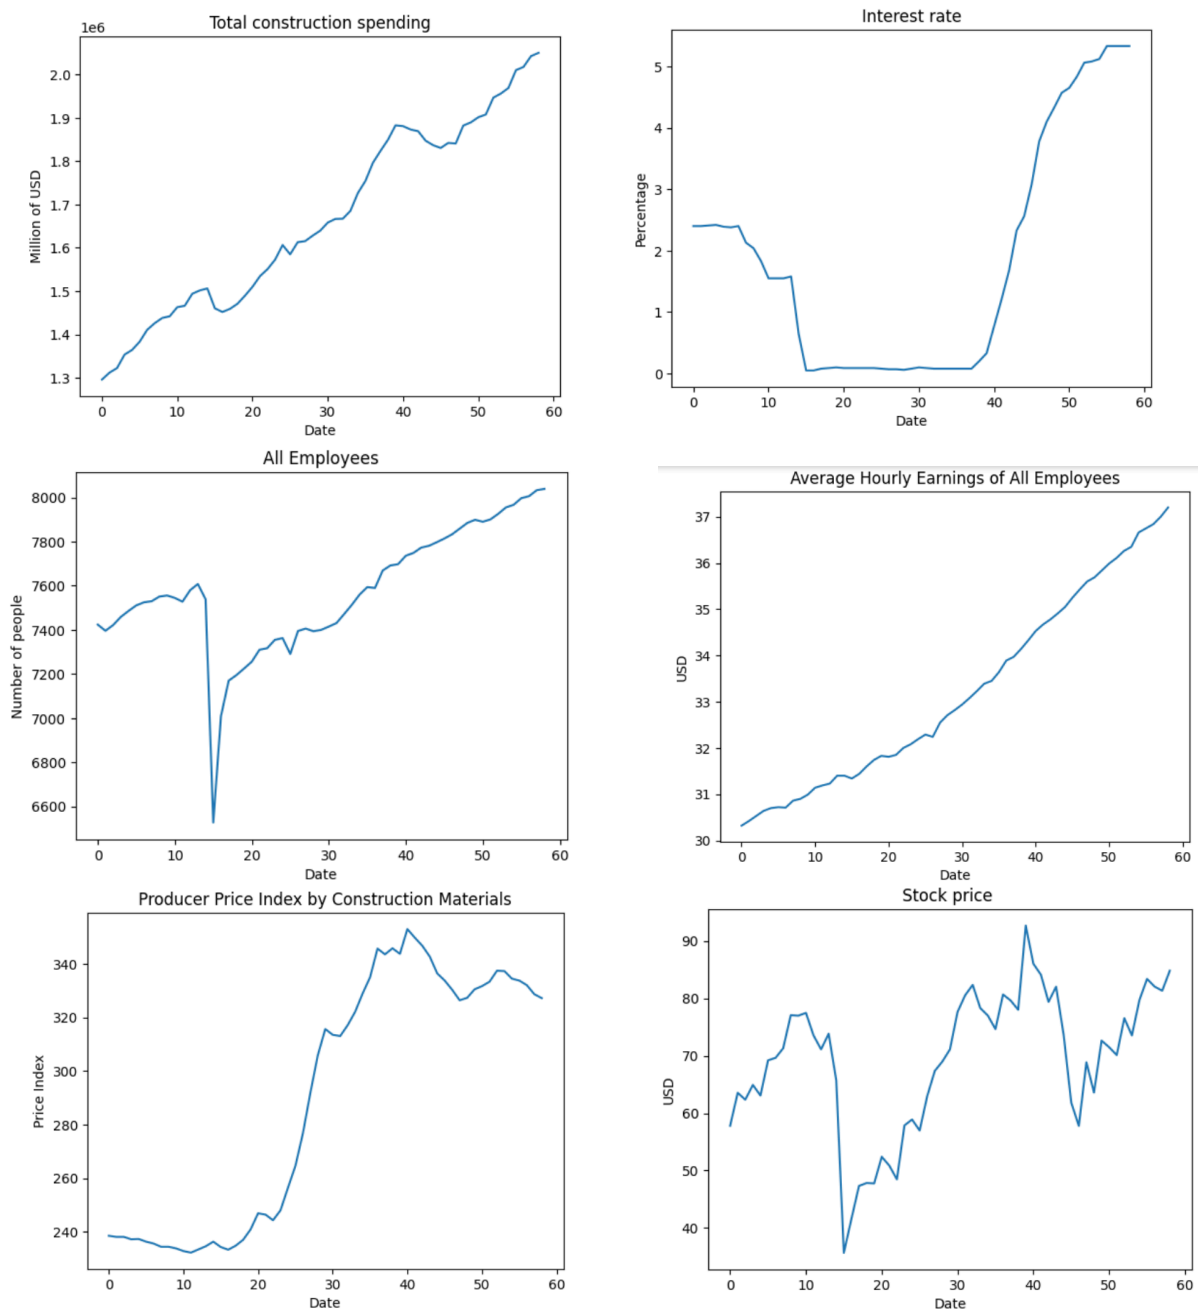 Total construction spending
1e6
2.0
1.9
1.8
1.7
1.6
1.5
1.4
1.3
Million of USD
0 10 20 30 40 50 60
Date
Interest rate
5
4
3
2
1
0
Percentage
0 10 20 30 40 50 60
Date
All Employees
8000
7800
7600
7400
7200
7000
6800
6600
Number of people
0 10 20 30 40 50 60
Date
Average Hourly Earnings of All Employees
37
36
35
34
33
32
31
30
USD
0 10 20 30 40 50 60
Date
Producer Price Index by Construction Materials
340
320
300
280
260
240
Price Index
0 10 20 30 40 50 60
Date
Stock price
90
80
70
60
50
40
USD
0 10 20 30 40 50 60
Date